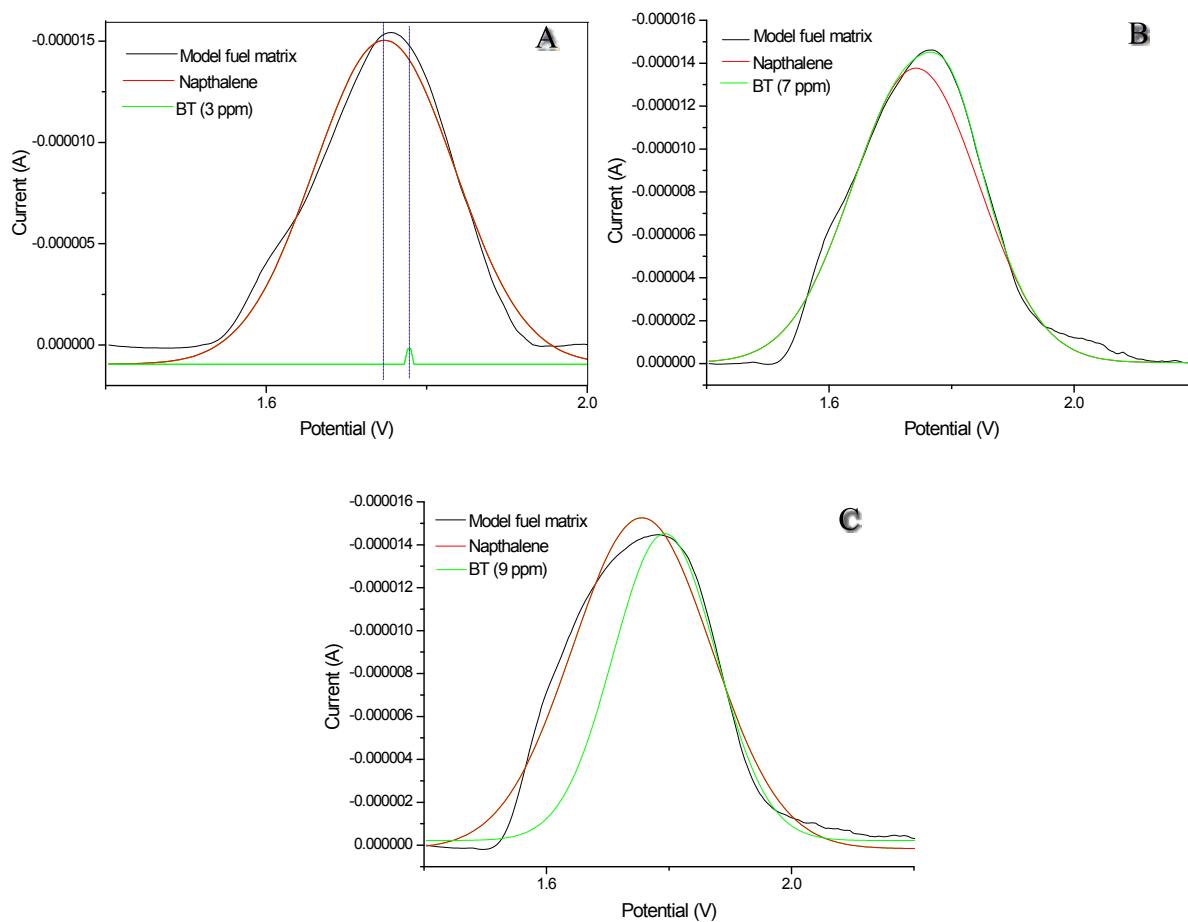 A
Model fuel matrix
Napthalene
BT (3 ppm)
-0.000015
-0.000010
-0.000005
0.000000
Current (A)
1.6
2.0
Potential (V)
B
Model fuel matrix
Napthalene
BT (7 ppm)
-0.000016
-0.000014
-0.000012
-0.000010
-0.000008
-0.000006
-0.000004
-0.000002
0.000000
Current (A)
1.6
2.0
Potential (V)
C
Model fuel matrix
Napthalene
BT (9 ppm)
-0.000016
-0.000014
-0.000012
-0.000010
-0.000008
-0.000006
-0.000004
-0.000002
0.000000
Current (A)
1.6
2.0
Potential (V)